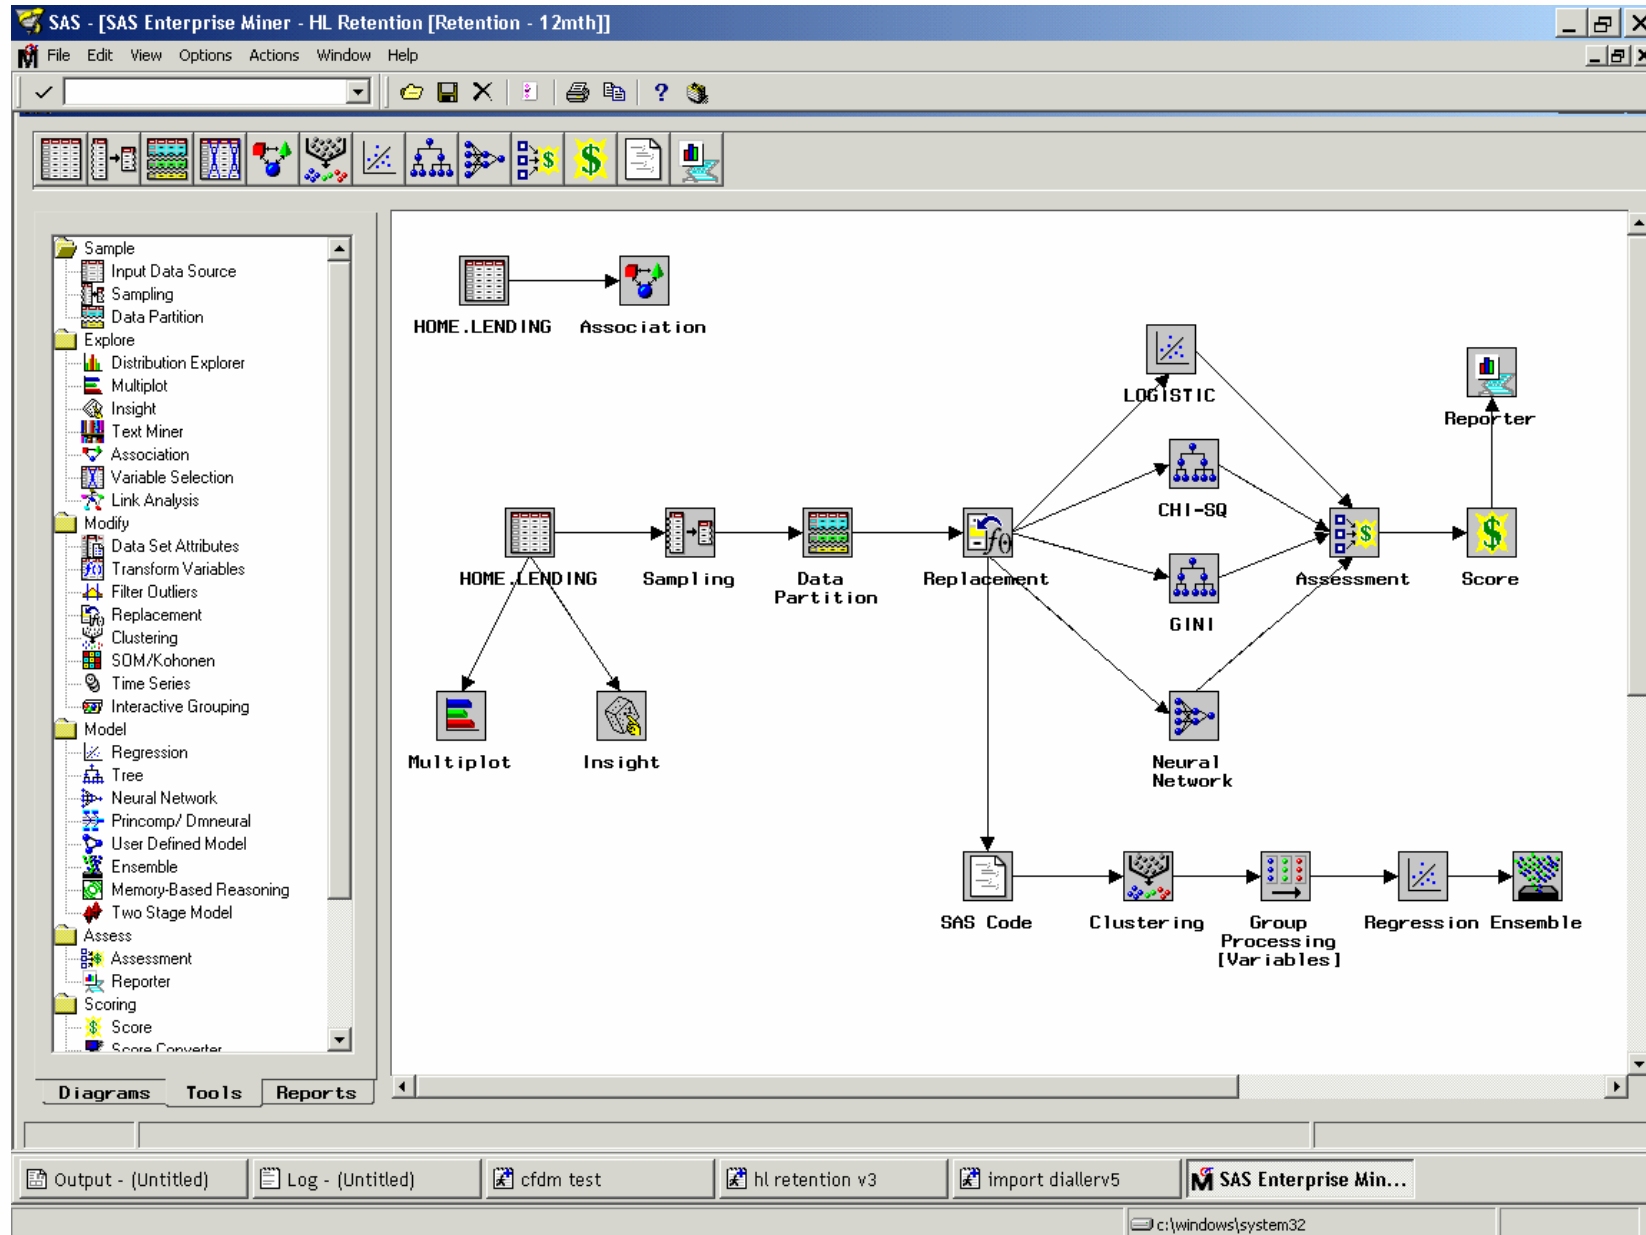 SAS - [SAS Enterprise Miner - HL Retention [Retention - 12mth]]
File Edit View Options Actions Window Help
Sample
Input Data Source
Sampling
Data Partition
Explore
Distribution Explorer
Multiplot
Insight
Text Miner
Association
Variable Selection
Link Analysis
Modify
Data Set Attributes
Transform Variables
Filter Outliers
Replacement
Clustering
SOM/Kohonen
Time Series
Interactive Grouping
Model
Regression
Tree
Neural Network
Princomp/ Dmneural
User Defined Model
Ensemble
Memory-Based Reasoning
Two Stage Model
Assess
Assessment
Reporter
Scoring
Score
Score Converter
Diagrams Tools Reports
HOME.LENDING Association
LOGISTIC
Reporter
CHI-SQ
HOME.LENDING Sampling Data Partition Replacement Assessment Score
GINI
Multiplot Insight Neural Network
SAS Code Clustering Group Processing [Variables] Regression Ensemble
Output - (Untitled) Log - (Untitled) cfdm test hl retention v3 import diallerv5 SAS Enterprise Min...
c:\windows\system32